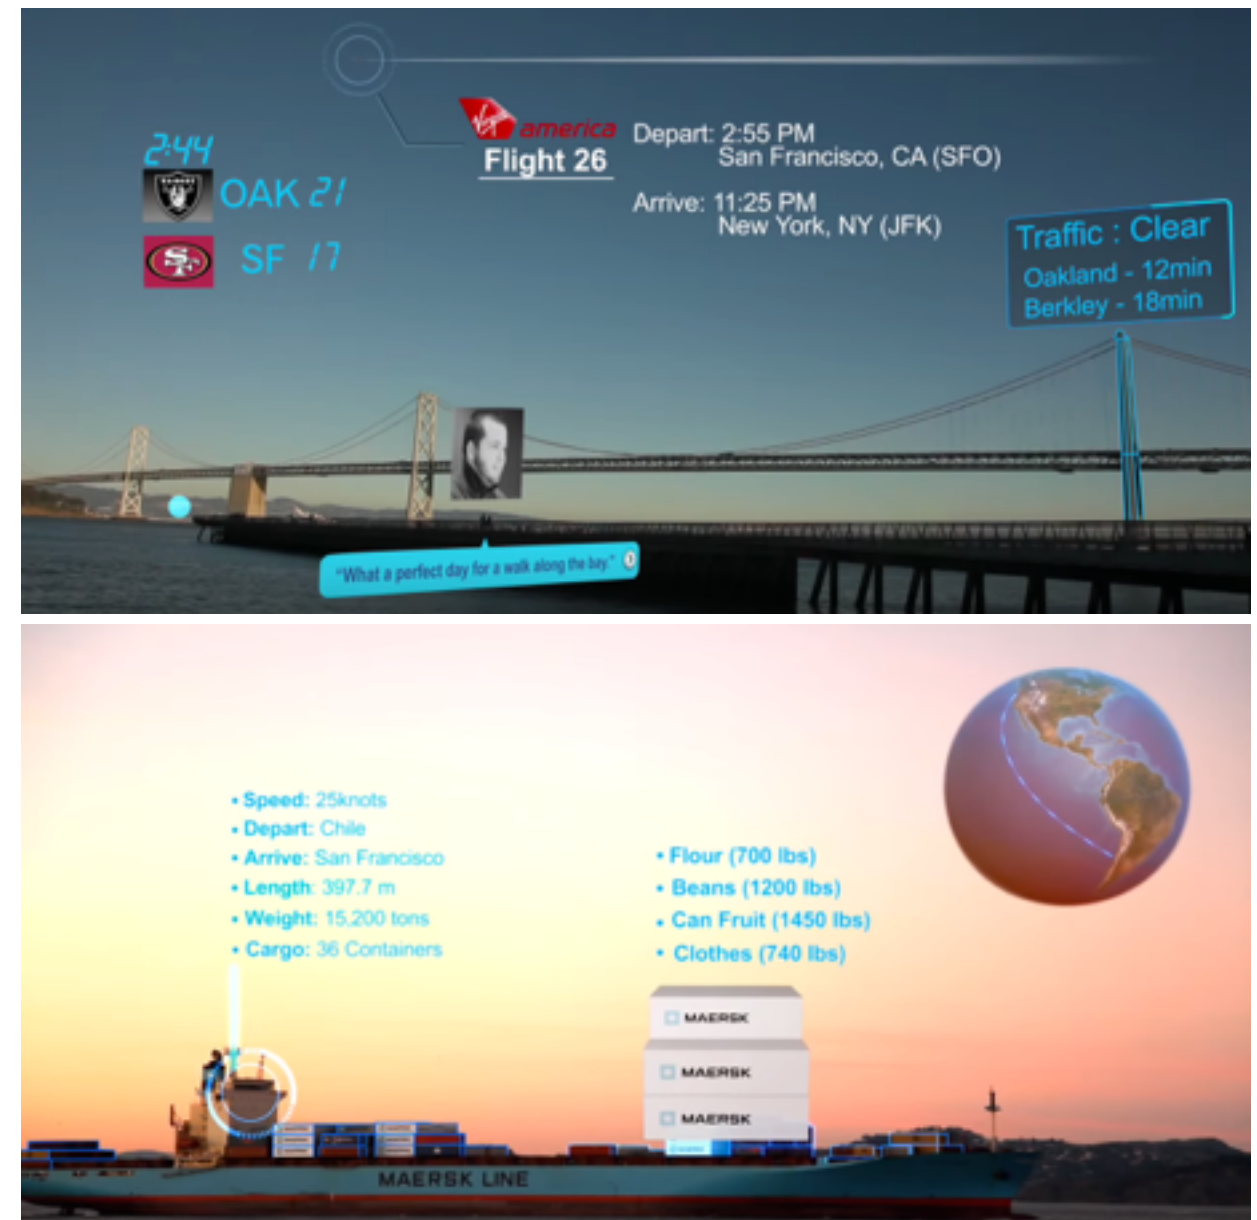 2:44
OAK 21
SF 17
Virgin america
Flight 26
Depart: 2:55 PM
San Francisco, CA (SFO)
Arrive: 11:25 PM
New York, NY (JFK)
Traffic : Clear
Oakland - 12min
Berkley - 18min
"What a perfect day for a walk along the bay."
• Speed: 25knots
• Depart: Chile
• Arrive: San Francisco
• Length: 397.7 m
• Weight: 15,200 tons
• Cargo: 36 Containers
• Flour (700 lbs)
• Beans (1200 lbs)
• Can Fruit (1450 lbs)
• Clothes (740 lbs)
MAERSK
MAERSK
MAERSK
MAERSK LINE